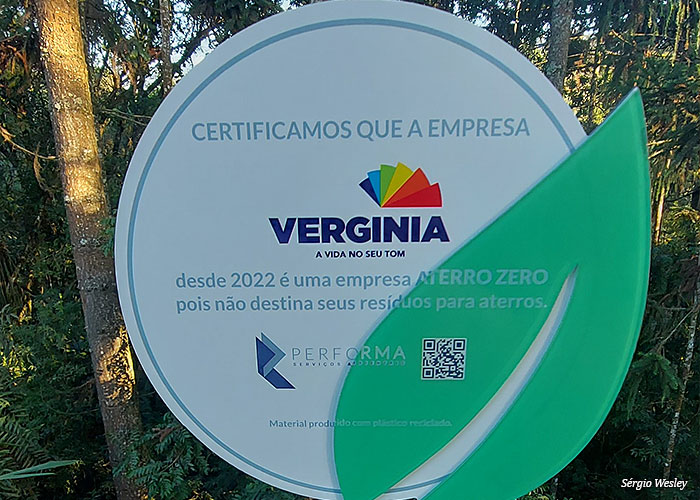 CERTIFICAMOS QUE A EMPRESA
VERGINIA
A VIDA NO SEU TOM
desde 2022 é uma empresa ATERRO ZERO
pois não destina seus resíduos para aterros.
PERFORMA
SERVIÇOS
Material produzido com plástico reciclado.
Sérgio Wesley